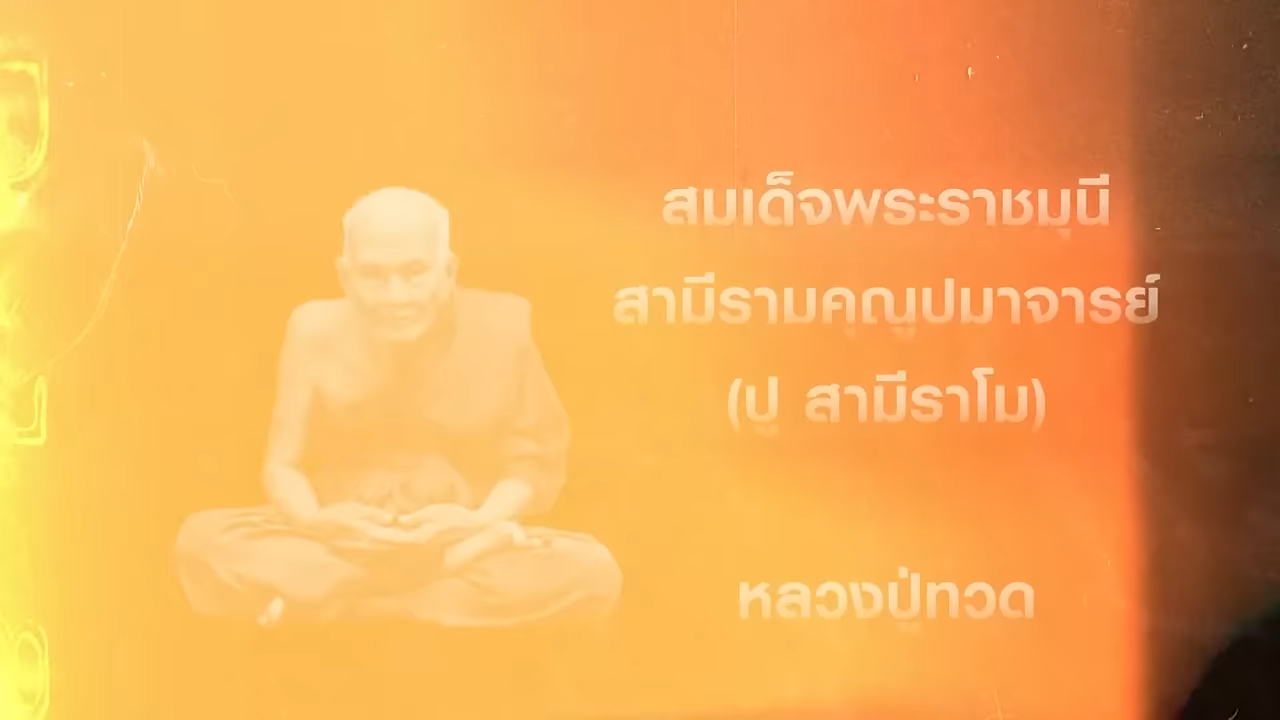 สมเด็จพระราชมุนี
สามีรามคุณูปมาจารย์
(ปู สามีราโม)
หลวงปู่ทวด